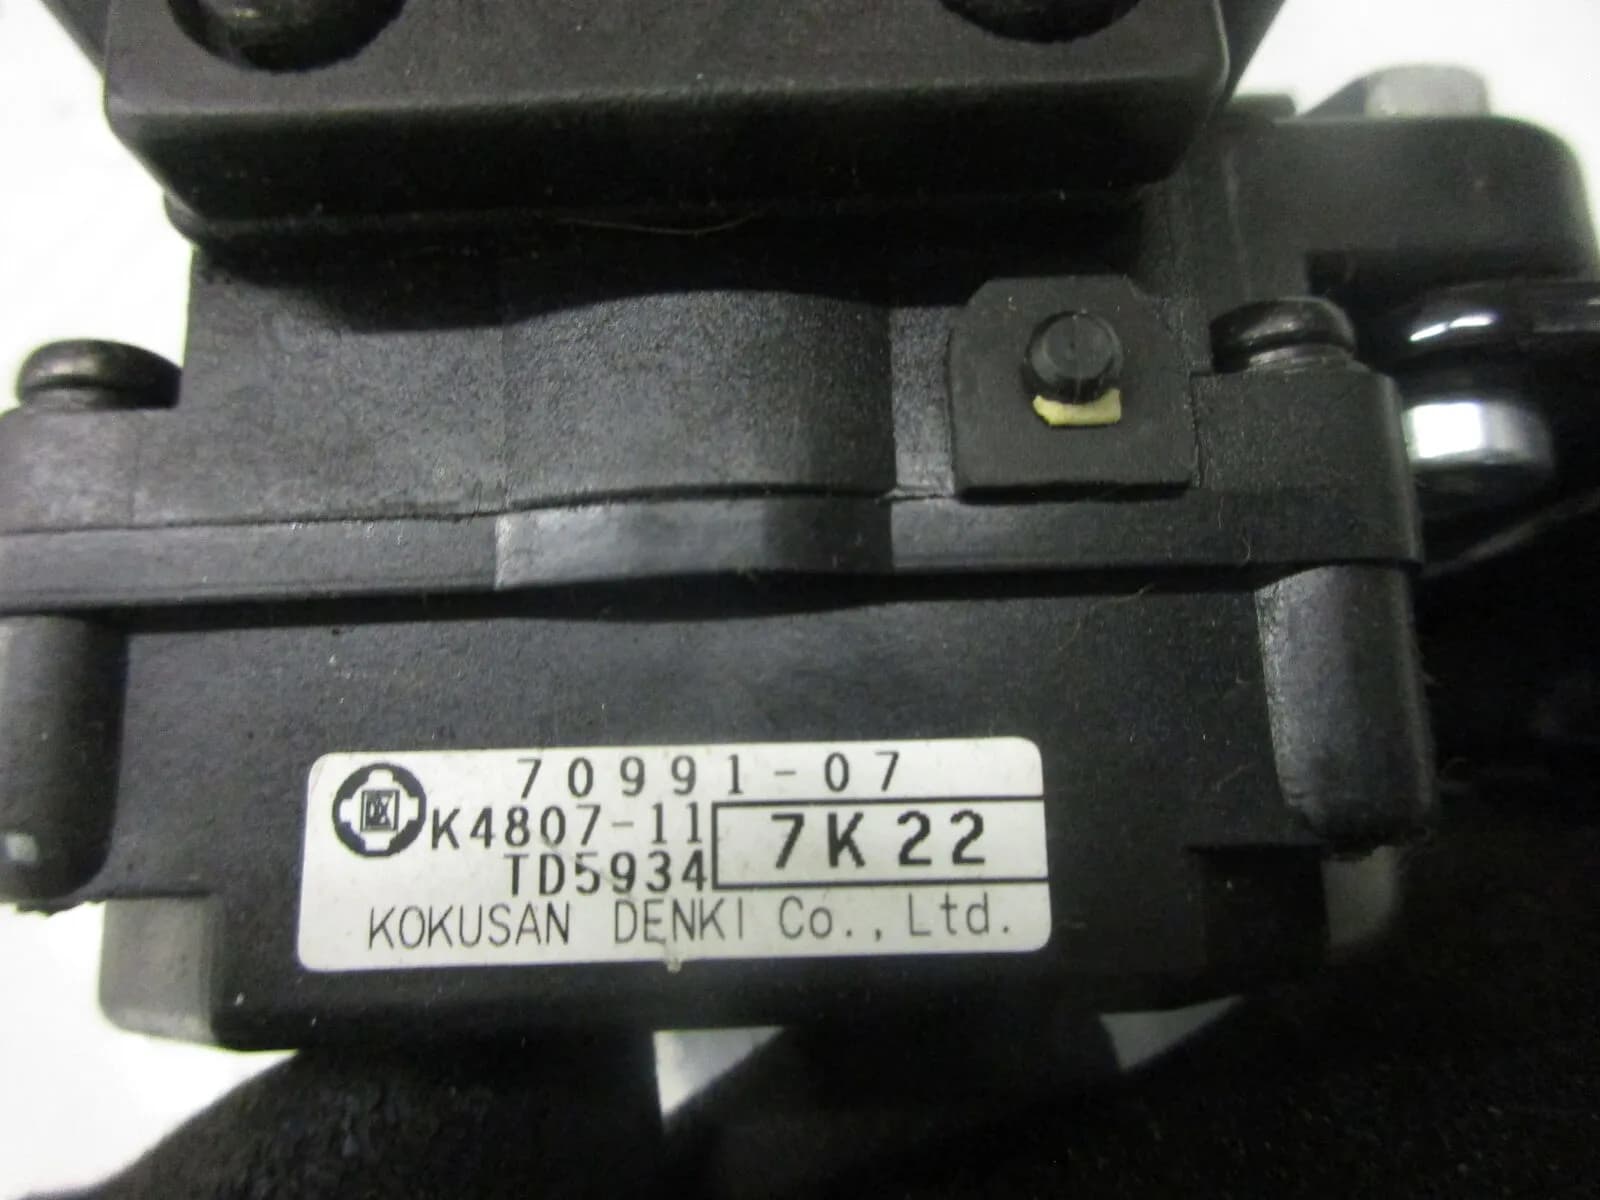 70991-07
K4807-11
7K22
TD5934
KOKUSAN DENKI Co., Ltd.